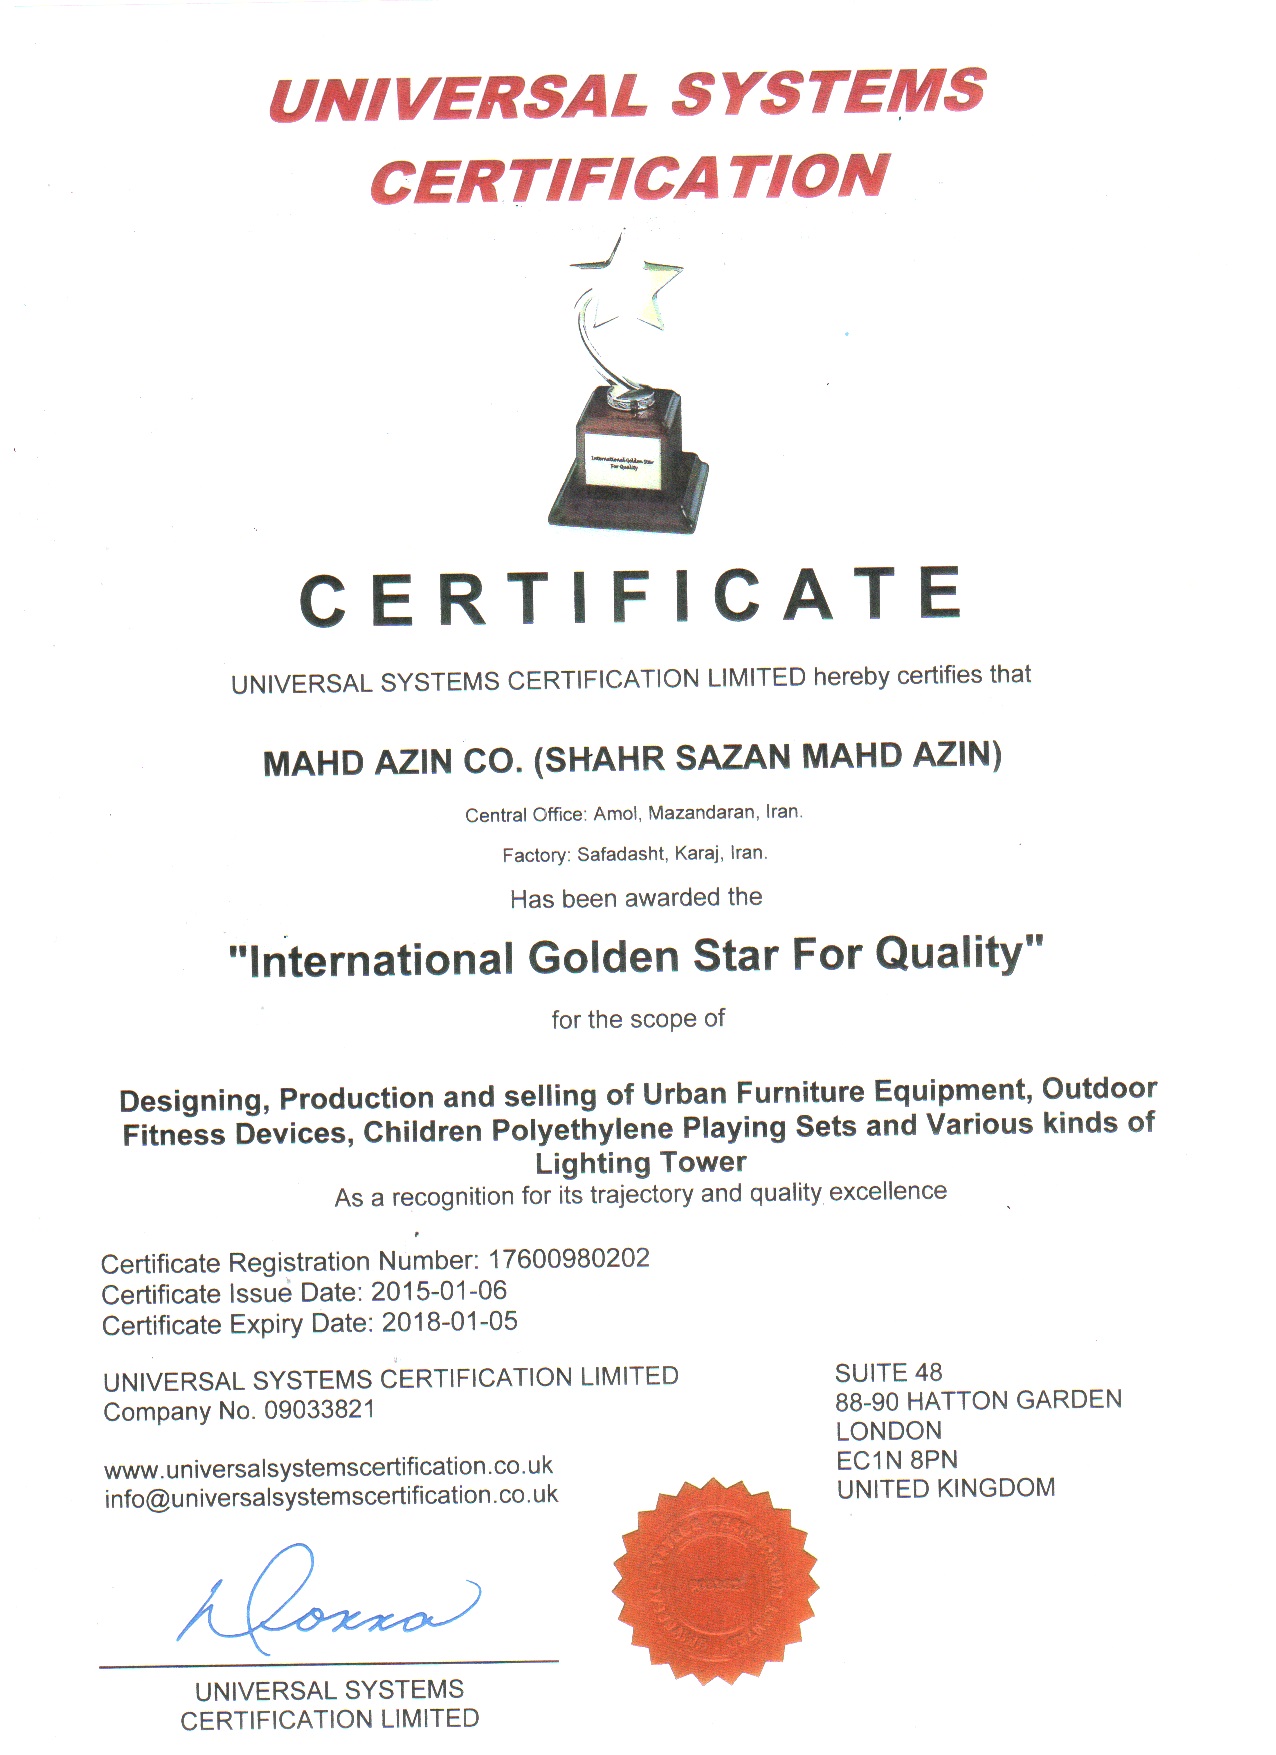 UNIVERSAL SYSTEMS
CERTIFICATION
International Golden Star
For Quality
CERTIFICATE
UNIVERSAL SYSTEMS CERTIFICATION LIMITED hereby certifies that
MAHD AZIN CO. (SHAHR SAZAN MAHD AZIN)
Central Office: Amol, Mazandaran, Iran.
Factory: Safadasht, Karaj, Iran.
Has been awarded the
"International Golden Star For Quality"
for the scope of
Designing, Production and selling of Urban Furniture Equipment, Outdoor
Fitness Devices, Children Polyethylene Playing Sets and Various kinds of
Lighting Tower
As a recognition for its trajectory and quality excellence
Certificate Registration Number: 17600980202
Certificate Issue Date: 2015-01-06
Certificate Expiry Date: 2018-01-05
UNIVERSAL SYSTEMS CERTIFICATION LIMITED
Company No. 09033821
www.universalsystemscertification.co.uk
info@universalsystemscertification.co.uk
SUITE 48
88-90 HATTON GARDEN
LONDON
EC1N 8PN
UNITED KINGDOM
UNIVERSAL SYSTEMS
CERTIFICATION LIMITED